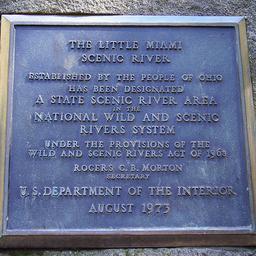 THE LITTLE MIAMI
SCENIC RIVER
ESTABLISHED BY THE PEOPLE OF OHIO
HAS BEEN DESIGNATED
A STATE SCENIC RIVER AREA
IN THE
NATIONAL WILD AND SCENIC
RIVERS SYSTEM
UNDER THE PROVISIONS OF THE
WILD AND SCENIC RIVERS ACT OF 1968
ROGERS C. B. MORTON
SECRETARY
U.S. DEPARTMENT OF THE INTERIOR
AUGUST 1973